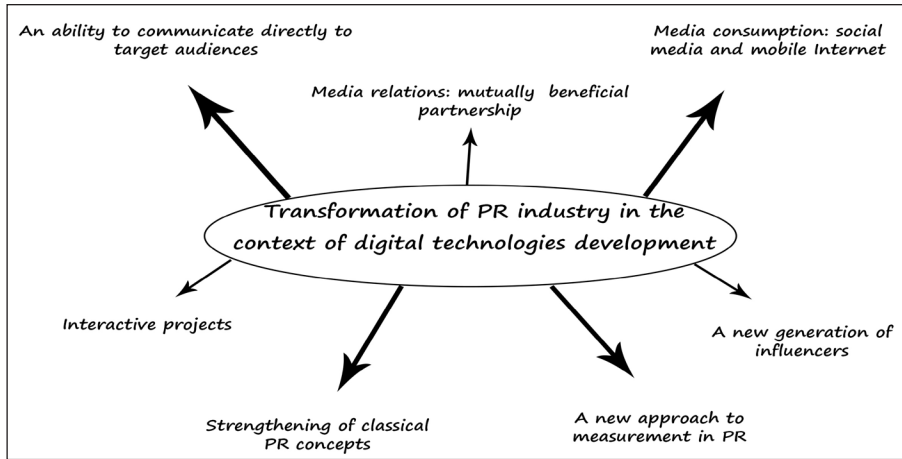 An ability to communicate directly to
target audiences
Media consumption: social
media and mobile Internet
Media relations: mutually beneficial
partnership
Transformation of PR industry in the
context of digital technologies development
Interactive projects
A new generation of
influencers
Strengthening of classical
PR concepts
A new approach to
measurement in PR